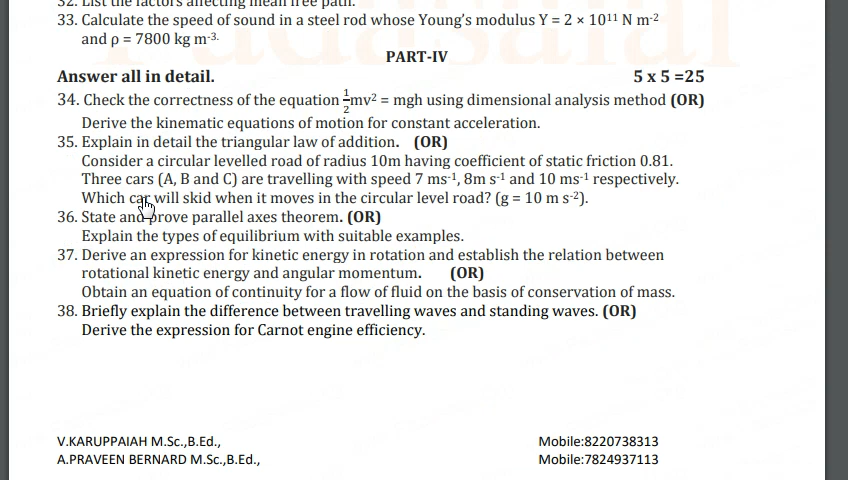 32. List the factors affecting mean free path.
33. Calculate the speed of sound in a steel rod whose Young's modulus Y = 2 × 10¹¹ N m⁻²
and ρ = 7800 kg m⁻³.
PART-IV
Answer all in detail. 5 x 5 =25
34. Check the correctness of the equation ½mv² = mgh using dimensional analysis method (OR)
Derive the kinematic equations of motion for constant acceleration.
35. Explain in detail the triangular law of addition. (OR)
Consider a circular levelled road of radius 10m having coefficient of static friction 0.81.
Three cars (A, B and C) are travelling with speed 7 ms⁻¹, 8m s⁻¹ and 10 ms⁻¹ respectively.
Which car will skid when it moves in the circular level road? (g = 10 m s⁻²).
36. State and prove parallel axes theorem. (OR)
Explain the types of equilibrium with suitable examples.
37. Derive an expression for kinetic energy in rotation and establish the relation between
rotational kinetic energy and angular momentum. (OR)
Obtain an equation of continuity for a flow of fluid on the basis of conservation of mass.
38. Briefly explain the difference between travelling waves and standing waves. (OR)
Derive the expression for Carnot engine efficiency.
V.KARUPPAIAH M.Sc.,B.Ed., Mobile:8220738313
A.PRAVEEN BERNARD M.Sc.,B.Ed., Mobile:7824937113